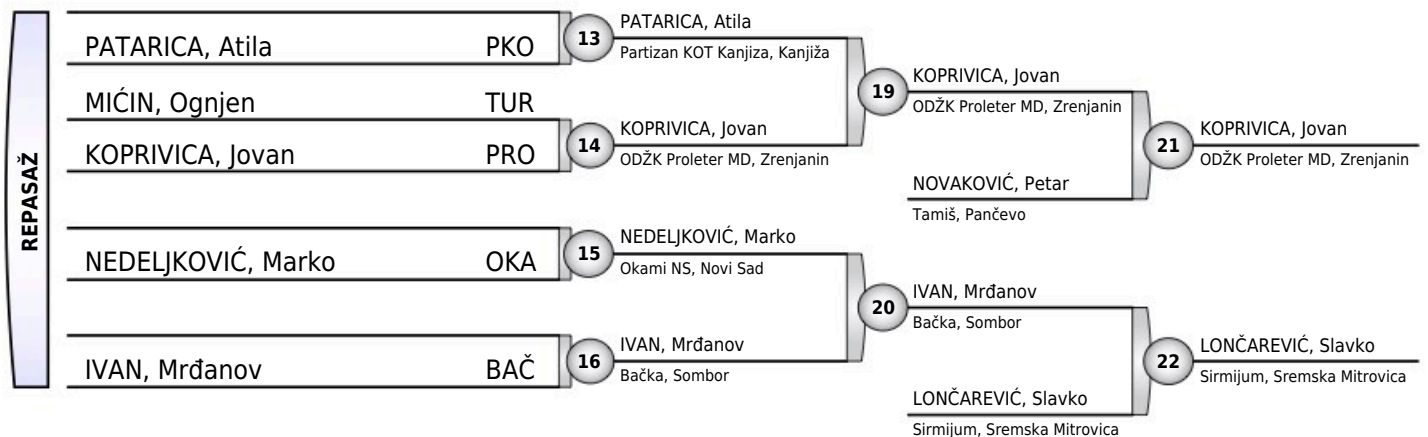 REPASAŽ
PATARICA, Atila PKO
MIĆIN, Ognjen TUR
KOPRIVICA, Jovan PRO
NEDELJKOVIĆ, Marko OKA
IVAN, Mrđanov BAČ
13
PATARICA, Atila
Partizan KOT Kanjiza, Kanjiža
14
KOPRIVICA, Jovan
ODŽK Proleter MD, Zrenjanin
15
NEDELJKOVIĆ, Marko
Okami NS, Novi Sad
16
IVAN, Mrđanov
Bačka, Sombor
19
KOPRIVICA, Jovan
ODŽK Proleter MD, Zrenjanin
NOVAKOVIĆ, Petar
Tamiš, Pančevo
20
IVAN, Mrđanov
Bačka, Sombor
LONČAREVIĆ, Slavko
Sirmijum, Sremska Mitrovica
21
KOPRIVICA, Jovan
ODŽK Proleter MD, Zrenjanin
22
LONČAREVIĆ, Slavko
Sirmijum, Sremska Mitrovica